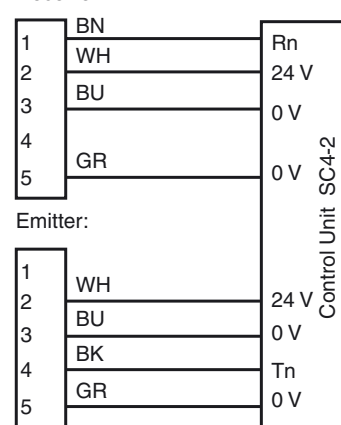 1 BN Rn
2 WH 24 V
3 BU 0 V
4
5 GR 0 V
Emitter:
1
2 WH 24 V
3 BU 0 V
4 BK Tn
5 GR 0 V
Control Unit SC4-2